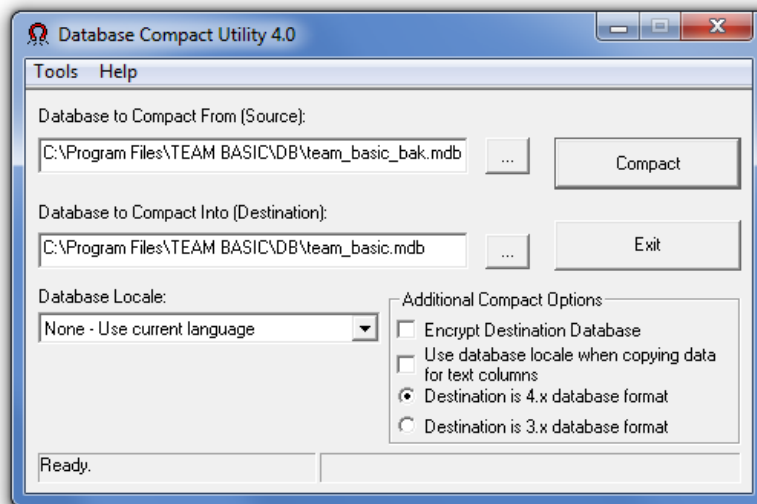 Database Compact Utility 4.0
Tools Help
Database to Compact From (Source):
C:\Program Files\TEAM BASIC\DB\team_basic_bak.mdb
...
Compact
Database to Compact Into (Destination):
C:\Program Files\TEAM BASIC\DB\team_basic.mdb
...
Exit
Database Locale:
None - Use current language
Additional Compact Options
Encrypt Destination Database
Use database locale when copying data
for text columns
Destination is 4.x database format
Destination is 3.x database format
Ready.